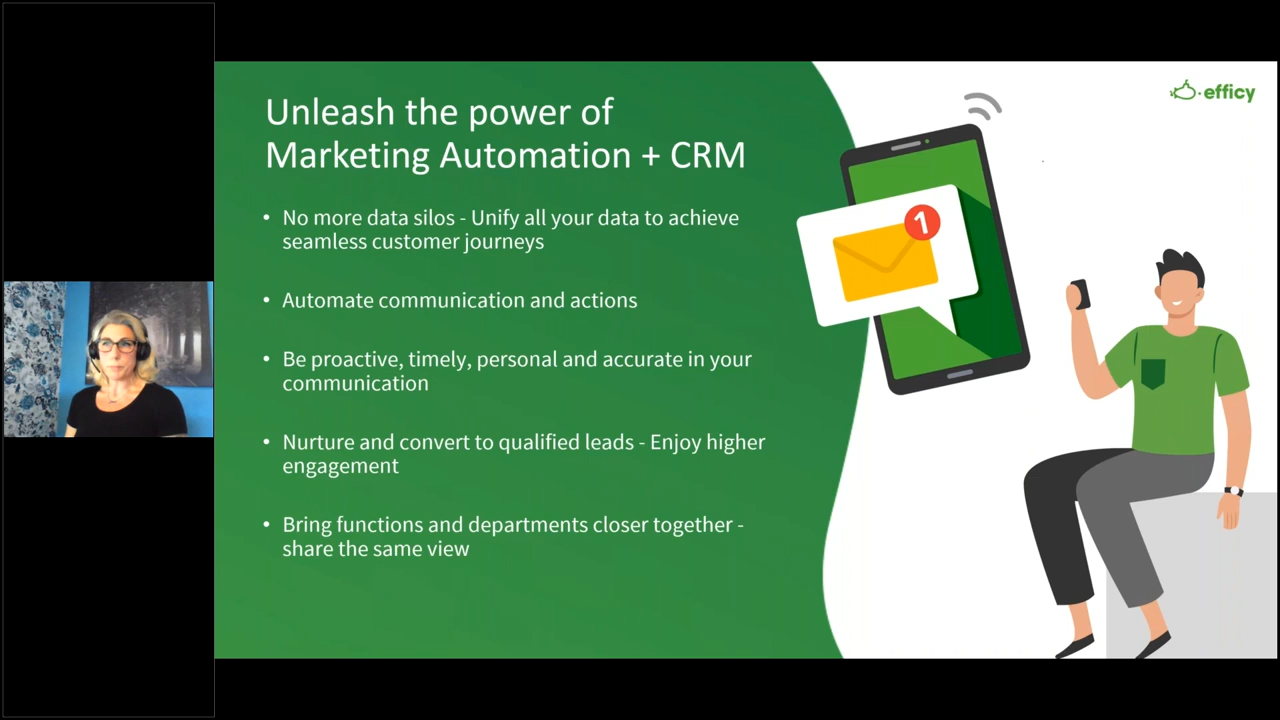 Unleash the power of
Marketing Automation + CRM
• No more data silos - Unify all your data to achieve
seamless customer journeys
• Automate communication and actions
• Be proactive, timely, personal and accurate in your
communication
• Nurture and convert to qualified leads - Enjoy higher
engagement
• Bring functions and departments closer together -
share the same view
efficy
1